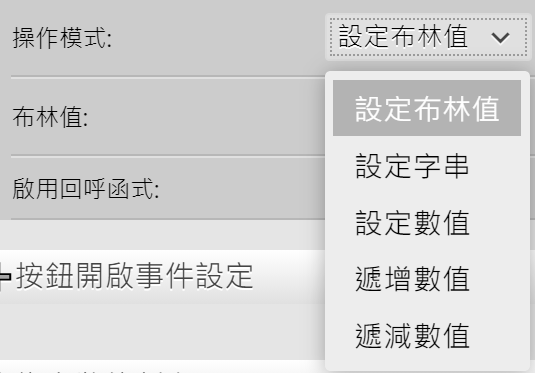 操作模式:
設定布林值
布林值:
設定布林值
設定字串
啟用回呼函式:
設定數值
按鈕開啟事件設定
遞增數值
遞減數值